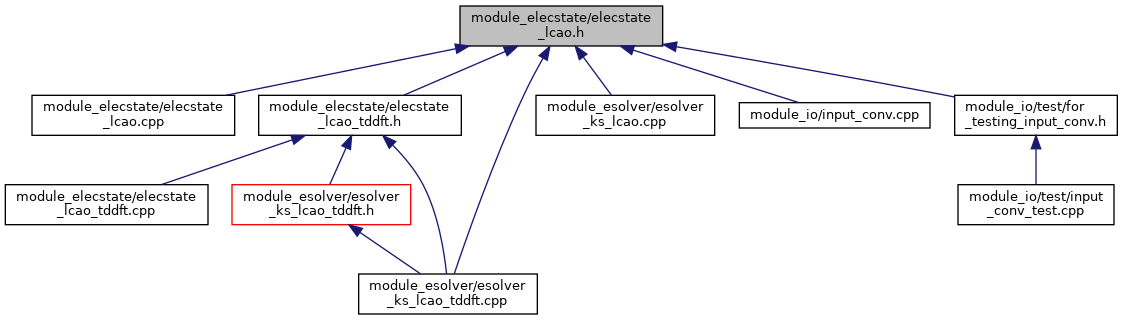 module_elecstate/elecstate
_lcao.h
module_elecstate/elecstate
_lcao.cpp
module_elecstate/elecstate
_lcao_tddft.h
module_esolver/esolver
_ks_lcao.cpp
module_io/input_conv.cpp
module_io/test/for
_testing_input_conv.h
module_elecstate/elecstate
_lcao_tddft.cpp
module_esolver/esolver
_ks_lcao_tddft.h
module_io/test/input
_conv_test.cpp
module_esolver/esolver
_ks_lcao_tddft.cpp